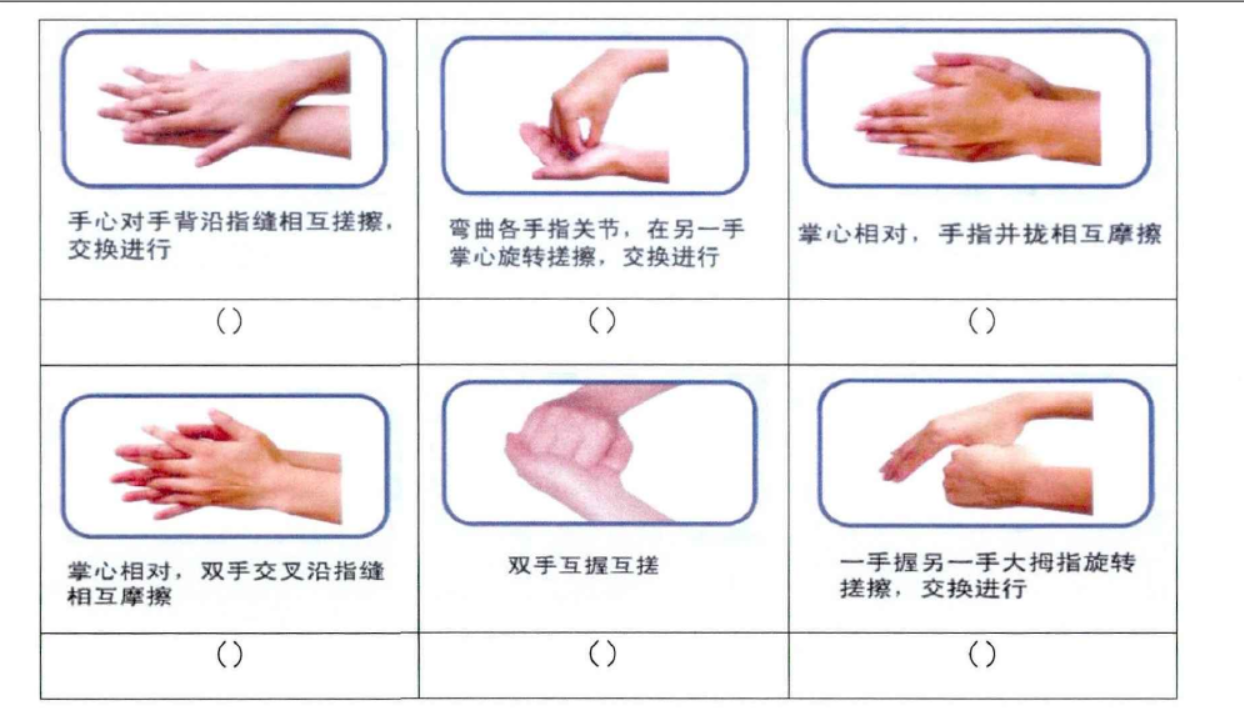 手心对手背沿指缝相互搓擦，
交换进行
弯曲各手指关节，在另一手
掌心旋转搓擦，交换进行
掌心相对，手指并拢相互摩擦
()
()
()
掌心相对，双手交叉沿指缝
相互摩擦
双手互握互搓
一手握另一手大拇指旋转
搓擦，交换进行
()
()
()